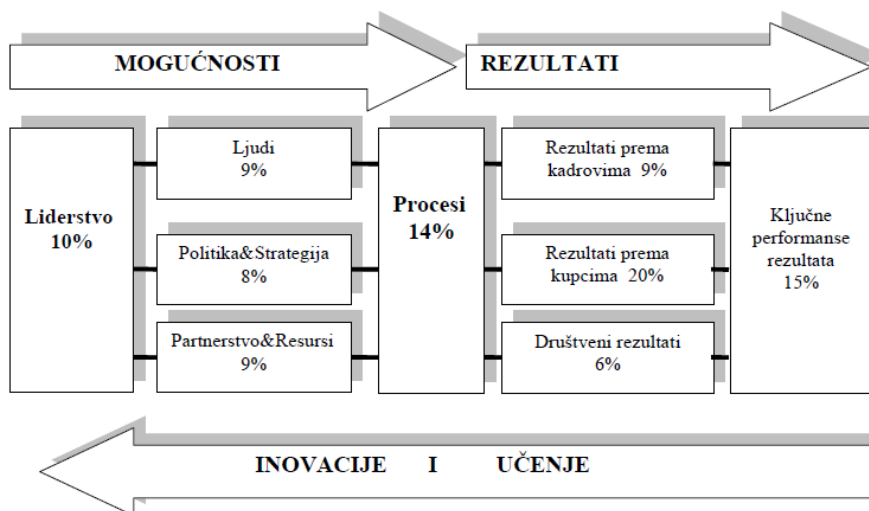 MOGUĆNOSTI
REZULTATI
Liderstvo
10%
Ljudi
9%
Politika&Strategija
8%
Partnerstvo&Resursi
9%
Procesi
14%
Rezultati prema
kadrovima 9%
Rezultati prema
kupcima 20%
Društveni rezultati
6%
Ključne
performanse
rezultata
15%
INOVACIJE I UČENJE